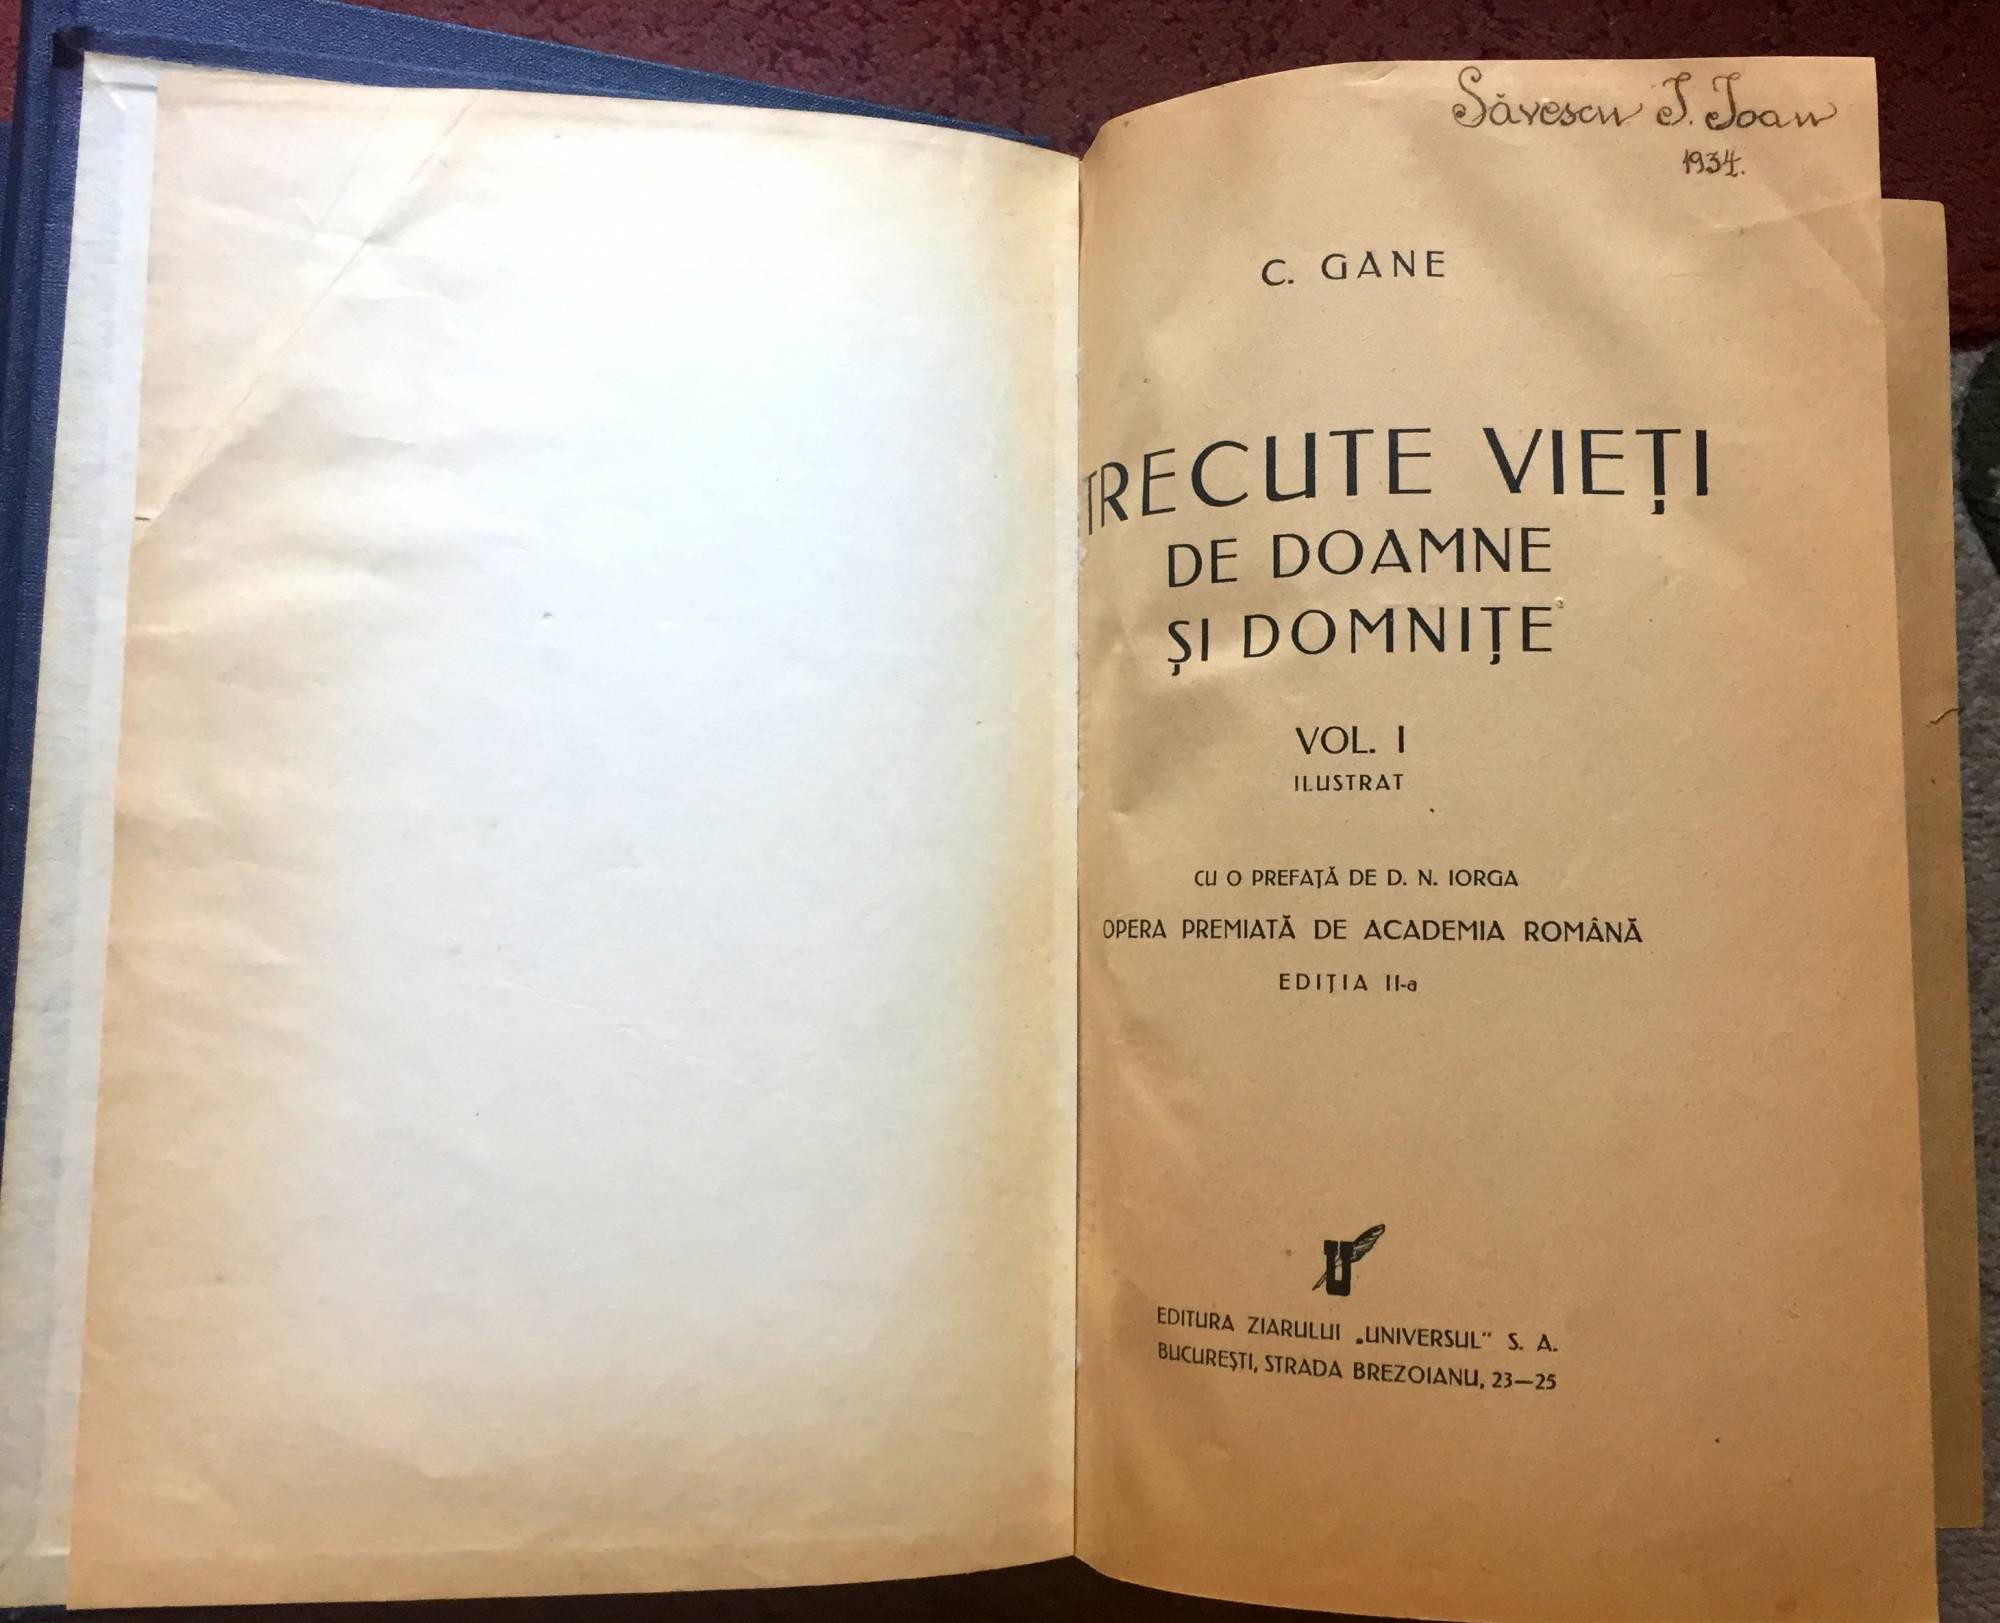 Săvescu I. Ioan
1934.
C. GANE
TRECUTE VIEȚI
DE DOAMNE
ȘI DOMNIȚE
VOL. I
ILUSTRAT
CU O PREFAȚĂ DE D. N. IORGA
OPERA PREMIATĂ DE ACADEMIA ROMÂNĂ
EDIȚIA II-a
U
EDITURA ZIARULUI „UNIVERSUL“ S. A.
BUCUREȘTI, STRADA BREZOIANU, 23—25